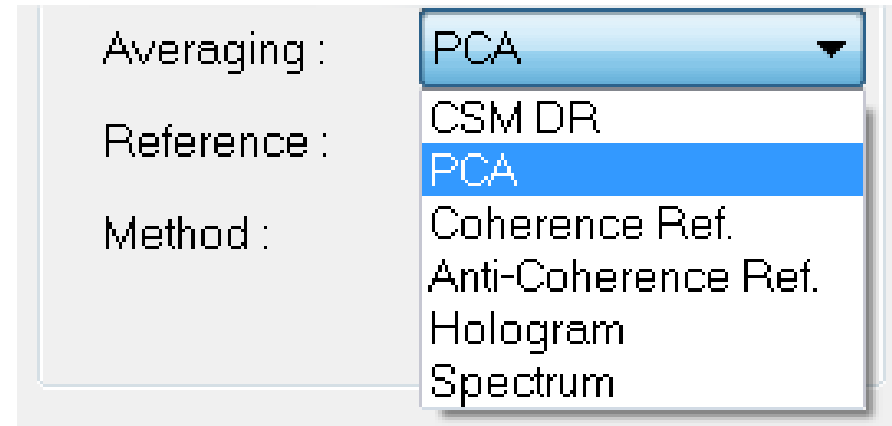 Averaging :
PCA
Reference :
Method :
CSM DR
PCA
Coherence Ref.
Anti-Coherence Ref.
Hologram
Spectrum